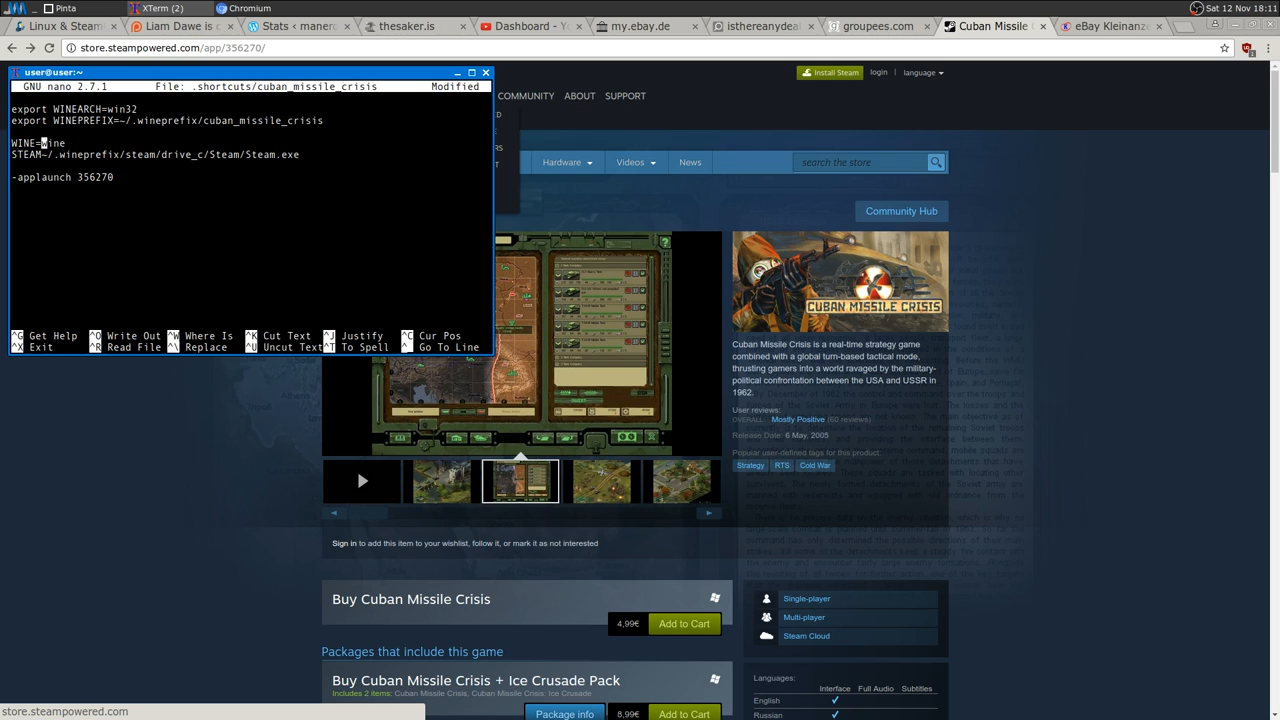 Pinta
XTerm (2)
Chromium
Sat 12 Nov 18:11
Linux & Steam
Liam Dawe is c
Stats ‹ maner
thesaker.is
Dashboard -
my.ebay.de
isthereanydea
groupees.com
Cuban Missile
eBay Kleinanz
store.steampowered.com/app/356270/
user@user:~
GNU nano 2.7.1 File: .shortcuts/cuban_missile_crisis Modified
export WINEARCH=win32
export WINEPREFIX=~/.wineprefix/cuban_missile_crisis
WINE=wine
STEAM~/.wineprefix/steam/drive_c/Steam/Steam.exe
-applaunch 356270
^G Get Help ^O Write Out ^W Where Is ^K Cut Text ^J Justify ^C Cur Pos
^X Exit ^R Read File ^\ Replace ^U Uncut Text ^T To Spell ^_ Go To Line
Install Steam
login
language
COMMUNITY ABOUT SUPPORT
Hardware
Videos
News
search the store
Community Hub
CUBAN MISSILE CRISIS
Cuban Missile Crisis is a real-time strategy game
combined with a global turn-based tactical mode,
thrusting gamers into a world ravaged by the military-
political confrontation between the USA and USSR in
1962.
User reviews:
OVERALL: Mostly Positive (60 reviews)
Release Date: 6 May, 2005
Popular user-defined tags for this product:
Strategy RTS Cold War
Sign in to add this item to your wishlist, follow it, or mark it as not interested
Buy Cuban Missile Crisis
4,99€ Add to Cart
Packages that include this game
Buy Cuban Missile Crisis + Ice Crusade Pack
Includes 2 items: Cuban Missile Crisis, Cuban Missile Crisis: Ice Crusade
Package info 8,99€ Add to Cart
Single-player
Multi-player
Steam Cloud
Languages:
Interface Full Audio Subtitles
English ✓
Russian ✓
store.steampowered.com